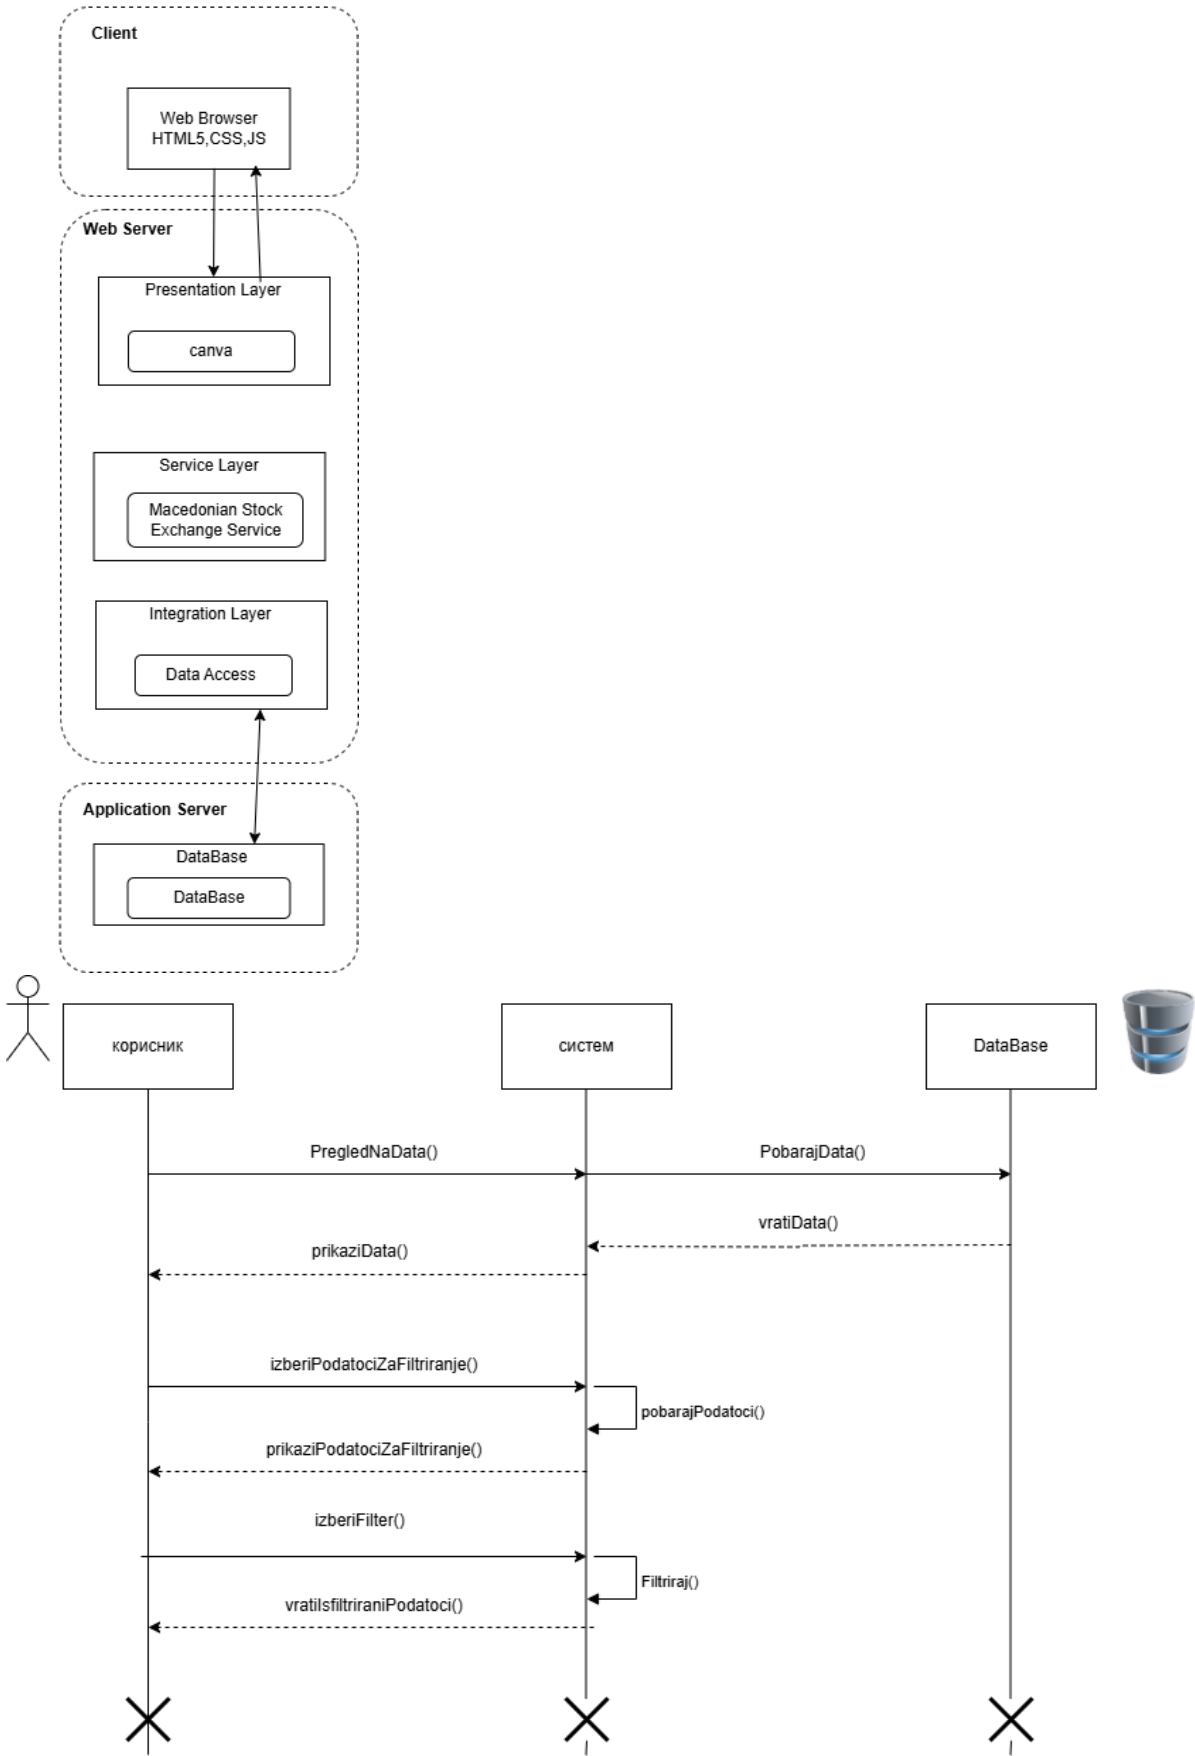 Client
Web Browser
HTML5,CSS,JS
Web Server
Presentation Layer
canva
Service Layer
Macedonian Stock
Exchange Service
Integration Layer
Data Access
Application Server
DataBase
DataBase
корисник
систем
DataBase
PregledNaData()
PobarajData()
vratiData()
prikaziData()
izberiPodatociZaFiltriranje()
pobarajPodatoci()
prikaziPodatociZaFiltriranje()
izberiFilter()
Filtriraj()
vratiIsfiltriraniPodatoci()